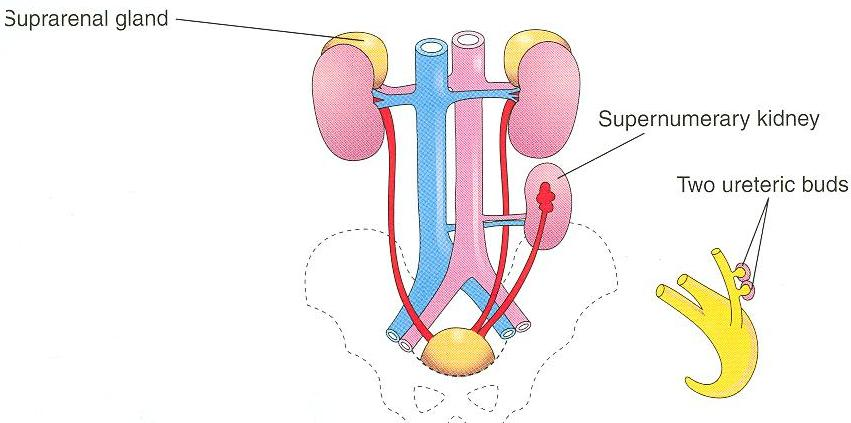 Suprarenal gland
Supernumerary kidney
Two ureteric buds